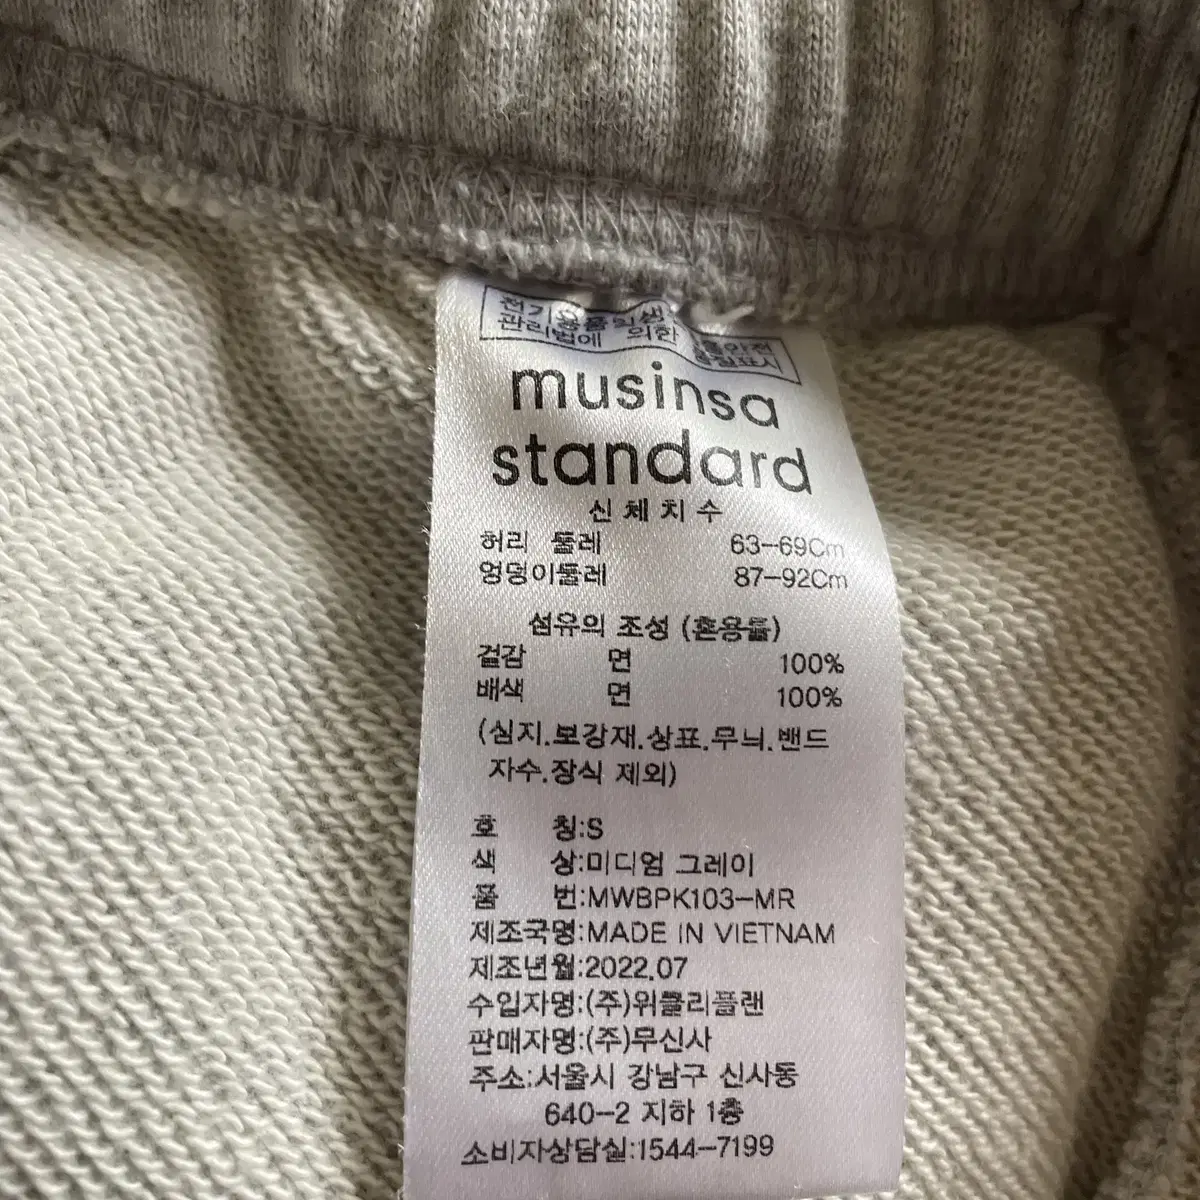 관리법에 의한
musinsa
standard
신체치수
허리 둘레 63-69Cm
엉덩이둘레 87-92Cm
섬유의 조성 (혼용률)
겉감 면 100%
배색 면 100%
(심지.보강재.상표.무늬.밴드
자수.장식 제외)
호 칭:S
색 상:미디엄 그레이
품 번:MWBPK103-MR
제조국명:MADE IN VIETNAM
제조년월:2022.07
수입자명:(주)위클리플랜
판매자명:(주)무신사
주소:서울시 강남구 신사동
640-2 지하 1층
소비자상담실:1544-7199